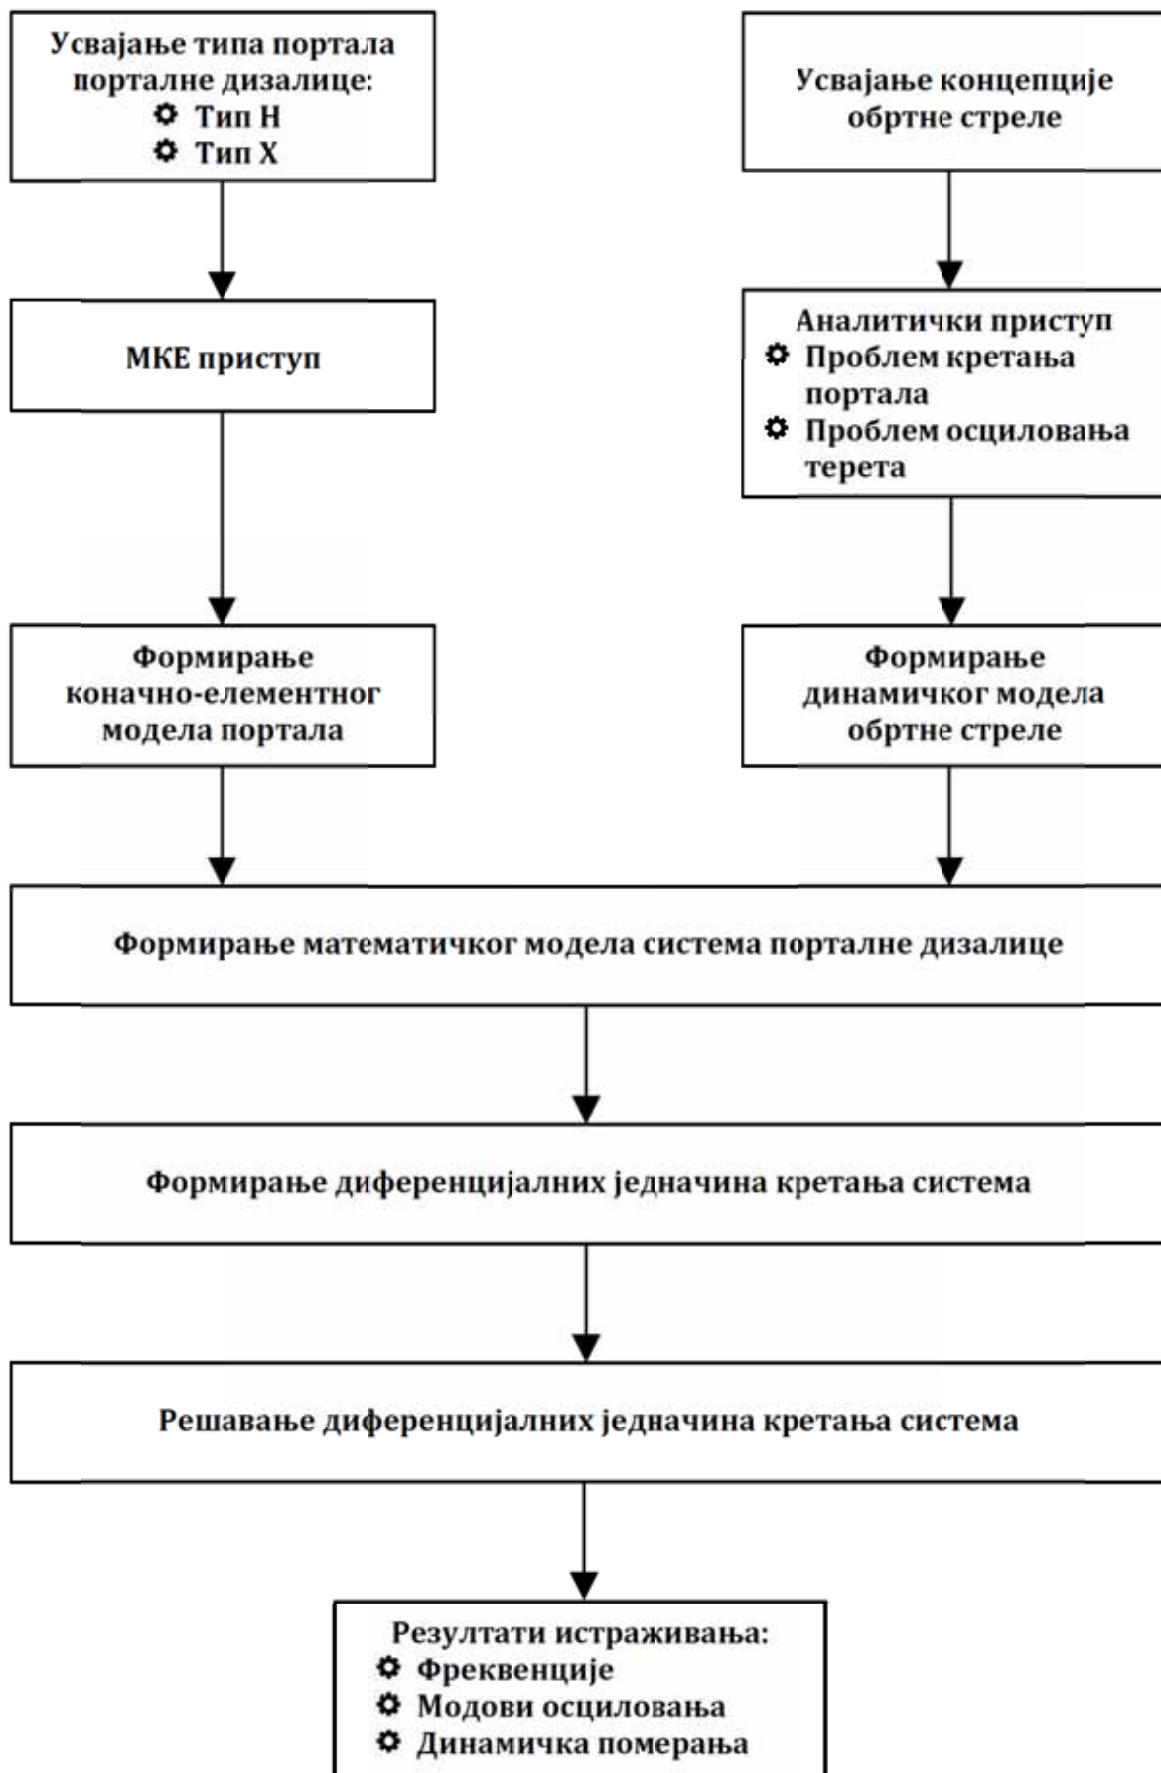 Усвајање типа портала
порталне дизалице:
Тип Н
Тип Х
Усвајање концепције
обртне стреле
МКЕ приступ
Аналитички приступ
Проблем кретања
портала
Проблем осциловања
терета
Формирање
коначно-елементног
модела портала
Формирање
динамичког модела
обртне стреле
Формирање математичког модела система порталне дизалице
Формирање диференцијалних једначина кретања система
Решавање диференцијалних једначина кретања система
Резултати истраживања:
Фреквенције
Модови осциловања
Динамичка померања